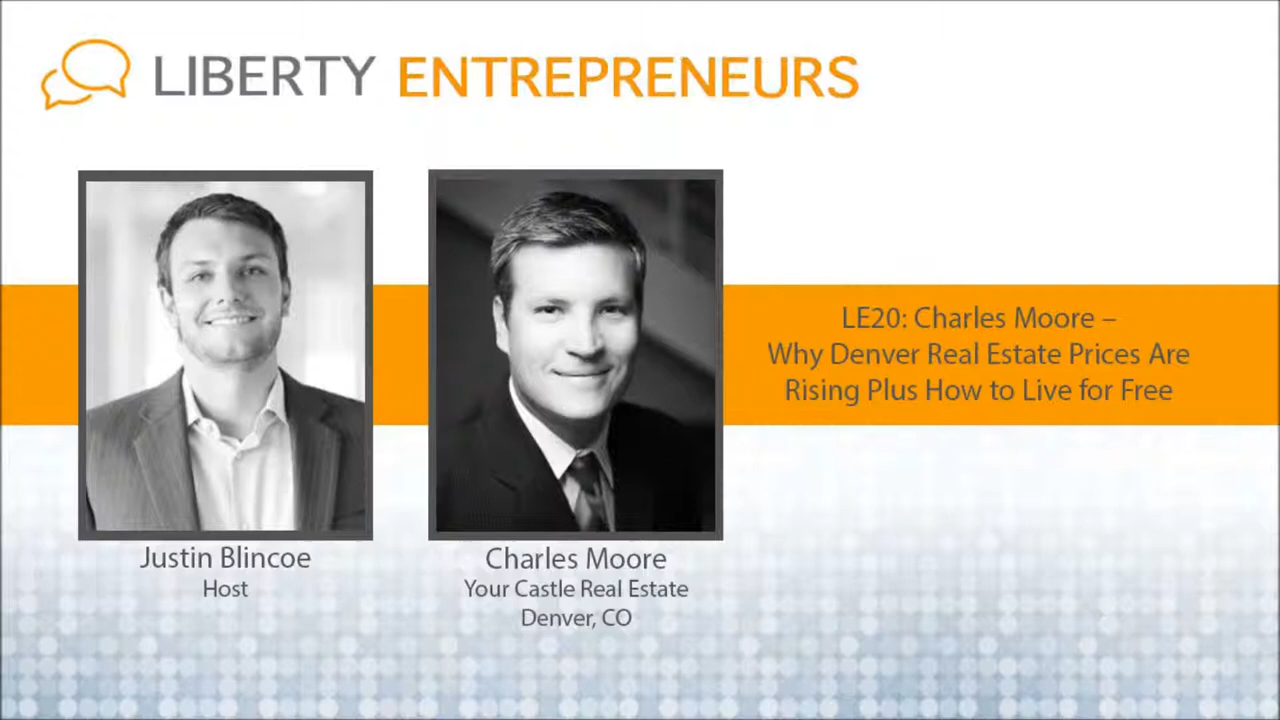 LIBERTY ENTREPRENEURS
LE20: Charles Moore –
Why Denver Real Estate Prices Are
Rising Plus How to Live for Free
Justin Blincoe
Host
Charles Moore
Your Castle Real Estate
Denver, CO